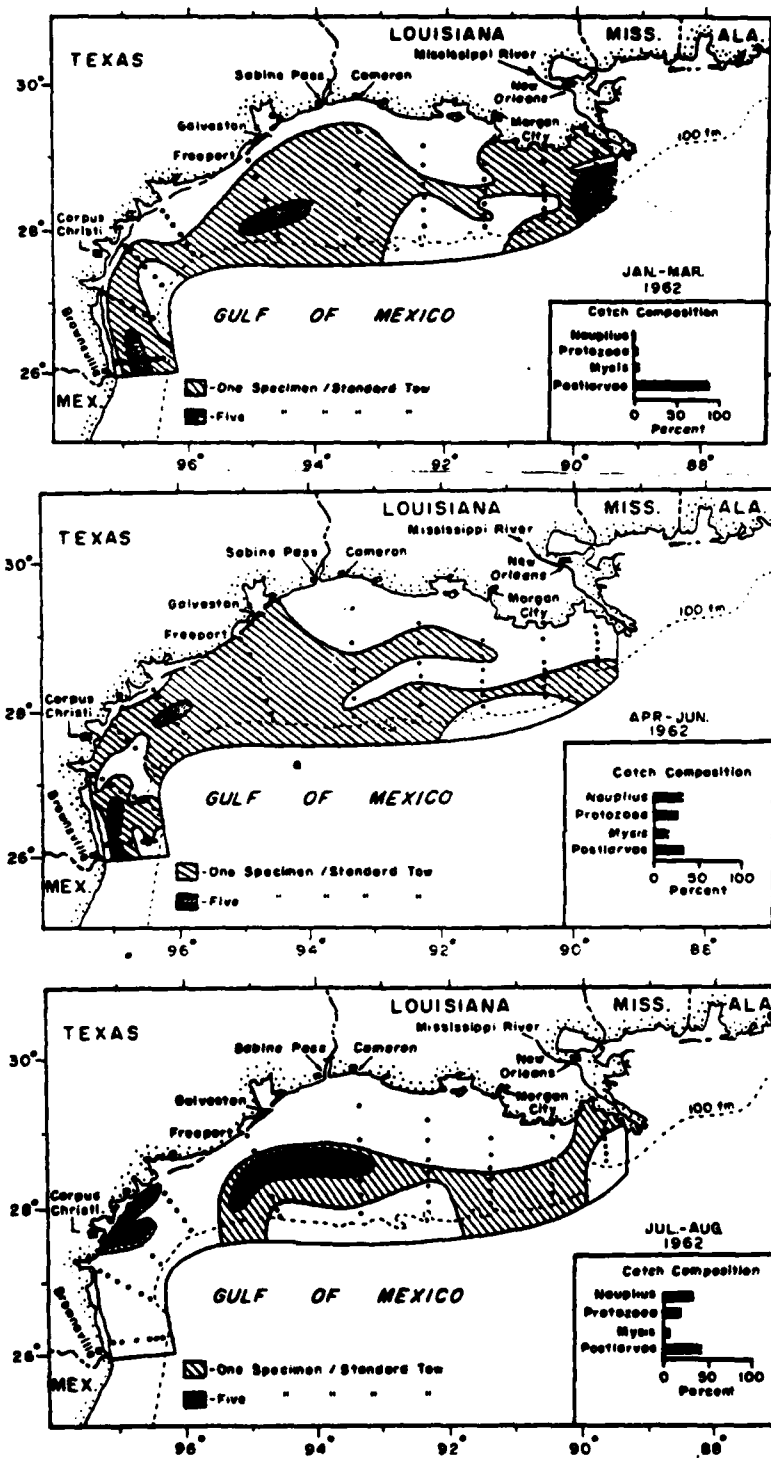 LOUISIANA MISS. ALA.
TEXAS
Mississippi River
Sabine Pass Cameron
New
Orleans
30°
Galveston
Morgan
City
Freeport
100 fm
Corpus
Christi
28°
JAN.-MAR.
1962
GULF OF MEXICO
Catch Composition
Nauplius
Protozoea
Mysis
Postlarvae
Brownsville
26°
- One Specimen / Standard Tow
MEX.
- Five " " " "
0 50 100
Percent
96° 94° 92° 90° 88°
LOUISIANA MISS. ALA.
TEXAS
Mississippi River
Sabine Pass Cameron
New
Orleans
30°
Galveston
Morgan
City
Freeport
100 fm
Corpus
Christi
28°
APR-JUN.
1962
GULF OF MEXICO
Catch Composition
Nauplius
Protozoea
Mysis
Postlarvae
Brownsville
26°
- One Specimen / Standard Tow
MEX.
- Five " " " "
0 50 100
Percent
96° 94° 92° 90° 88°
LOUISIANA MISS. ALA
TEXAS
Mississippi River
Sabine Pass Cameron
New
Orleans
30°
Galveston
Morgan
City
Freeport
100 fm
Corpus
Christi
28°
JUL.-AUG
1962
GULF OF MEXICO
Catch Composition
Nauplius
Protozoea
Mysis
Postlarvae
Brownsville
26°
- One Specimen / Standard Tow
MEX.
- Five " " " "
0 50 100
Percent
96° 94° 92° 90° 88°